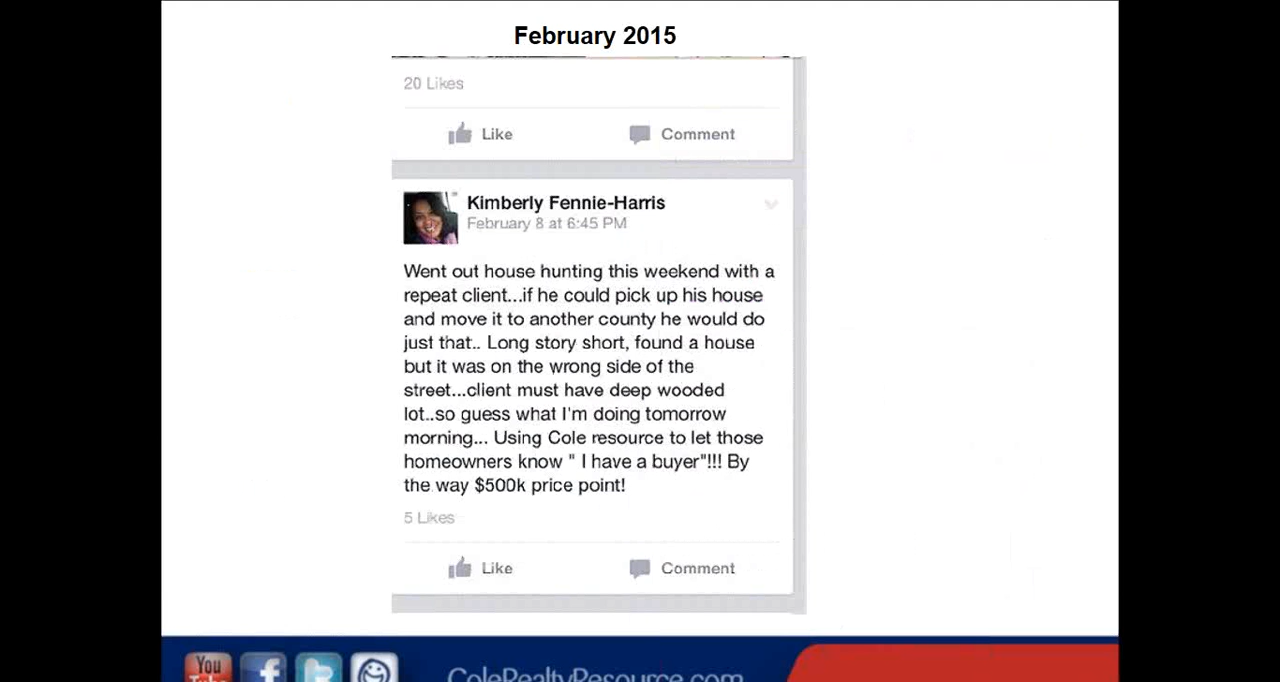 February 2015
20 Likes
Like Comment
Kimberly Fennie-Harris
February 8 at 6:45 PM
Went out house hunting this weekend with a
repeat client...if he could pick up his house
and move it to another county he would do
just that.. Long story short, found a house
but it was on the wrong side of the
street...client must have deep wooded
lot..so guess what I'm doing tomorrow
morning... Using Cole resource to let those
homeowners know " I have a buyer"!!! By
the way $500k price point!
5 Likes
Like Comment
You
Tube
ColeRealtyResource.com